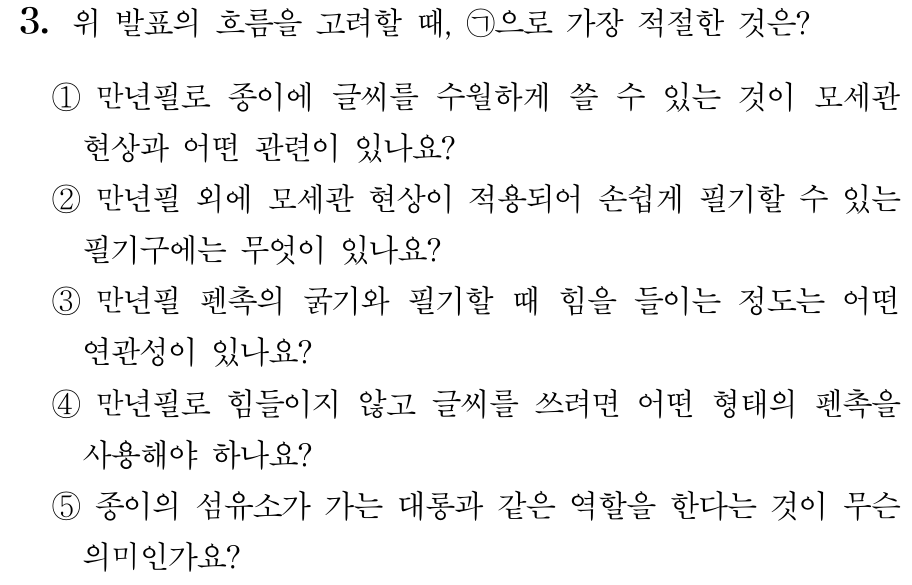 3. 위 발표의 흐름을 고려할 때, ㉠으로 가장 적절한 것은?
① 만년필로 종이에 글씨를 수월하게 쓸 수 있는 것이 모세관
현상과 어떤 관련이 있나요?
② 만년필 외에 모세관 현상이 적용되어 손쉽게 필기할 수 있는
필기구에는 무엇이 있나요?
③ 만년필 펜촉의 굵기와 필기할 때 힘을 들이는 정도는 어떤
연관성이 있나요?
④ 만년필로 힘들이지 않고 글씨를 쓰려면 어떤 형태의 펜촉을
사용해야 하나요?
⑤ 종이의 섬유소가 가는 대롱과 같은 역할을 한다는 것이 무슨
의미인가요?